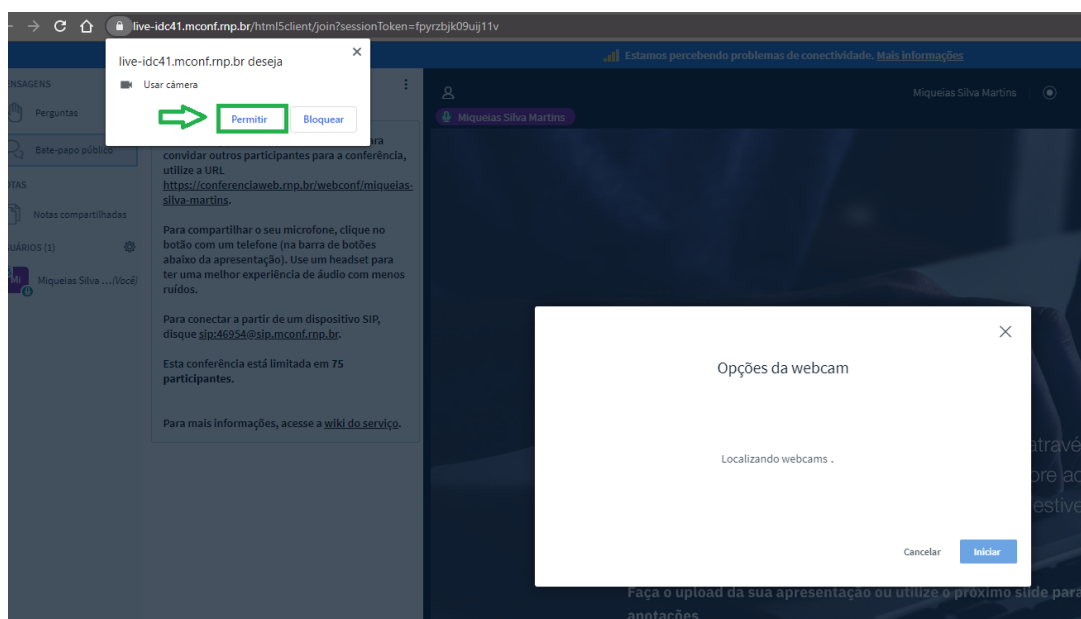 live-idc41.mconf.rnp.br/html5client/join?sessionToken=fpyrzbjk09uij11v
live-idc41.mconf.rnp.br deseja
Usar câmera
Permitir
Bloquear
Estamos percebendo problemas de conectividade. Mais informações
Perguntas
Bate-papo público
Notas compartilhadas
Miqueias Silva ...(Você)
convidar outros participantes para a conferência,
utilize a URL
https://conferenciaweb.rnp.br/webconf/miqueias-
silva-martins.
Para compartilhar o seu microfone, clique no
botão com um telefone (na barra de botões
abaixo da apresentação). Use um headset para
ter uma melhor experiência de áudio com menos
ruídos.
Para conectar a partir de um dispositivo SIP,
disque sip:46954@sip.mconf.rnp.br.
Esta conferência está limitada em 75
participantes.
Para mais informações, acesse a wiki do serviço.
Miqueias Silva Martins
Miqueias Silva Martins
Opções da webcam
Localizando webcams .
Cancelar
Iniciar
Faça o upload da sua apresentação ou utilize o próximo slide para
anotações